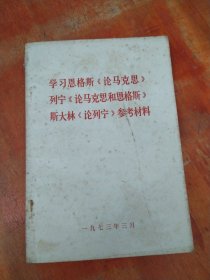 学习恩格斯《论马克思》
列宁《论马克思和恩格斯》
斯大林《论列宁》参考材料
一九七三年三月